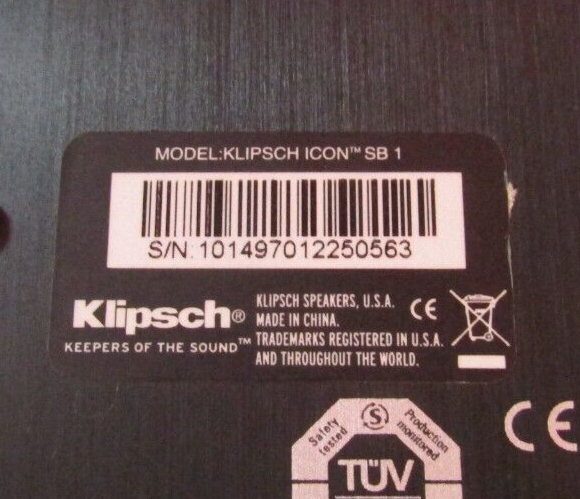 MODEL:KLIPSCH ICON™ SB 1
S/N:101497012250563
Klipsch®
KEEPERS OF THE SOUND™
KLIPSCH SPEAKERS, U.S.A.
MADE IN CHINA.
TRADEMARKS REGISTERED IN U.S.A.
AND THROUGHOUT THE WORLD.
CE
Safety
tested
S
Production
monitored
TÜV
CE